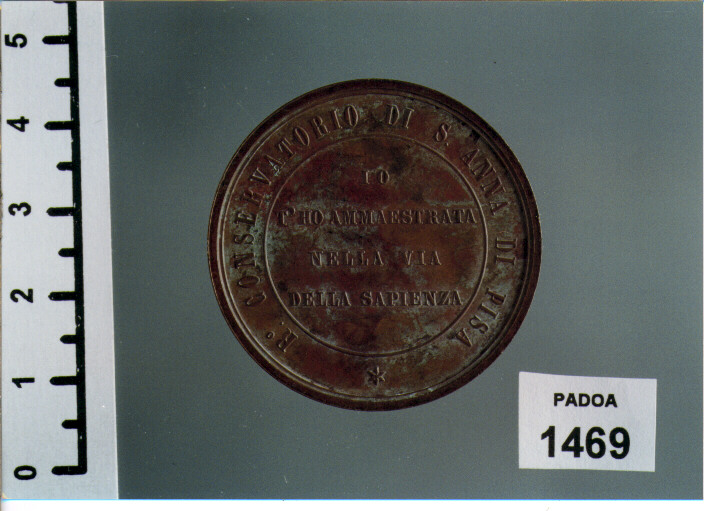 R.º CONSERVATORIO DI S. ANNA DI PISA
IO
T'HO AMMAESTRATA
NELLA VIA
DELLA SAPIENZA
*
5
4
3
2
1
0
PADOA
1469